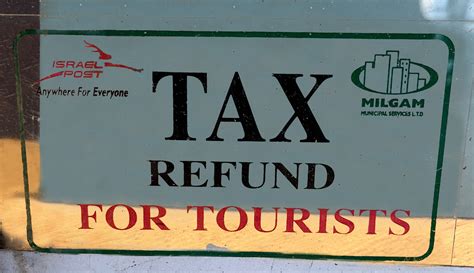 ISRAEL
POST
Anywhere For Everyone
MILGAM
MUNICIPAL SERVICES LTD
TAX
REFUND
FOR TOURISTS